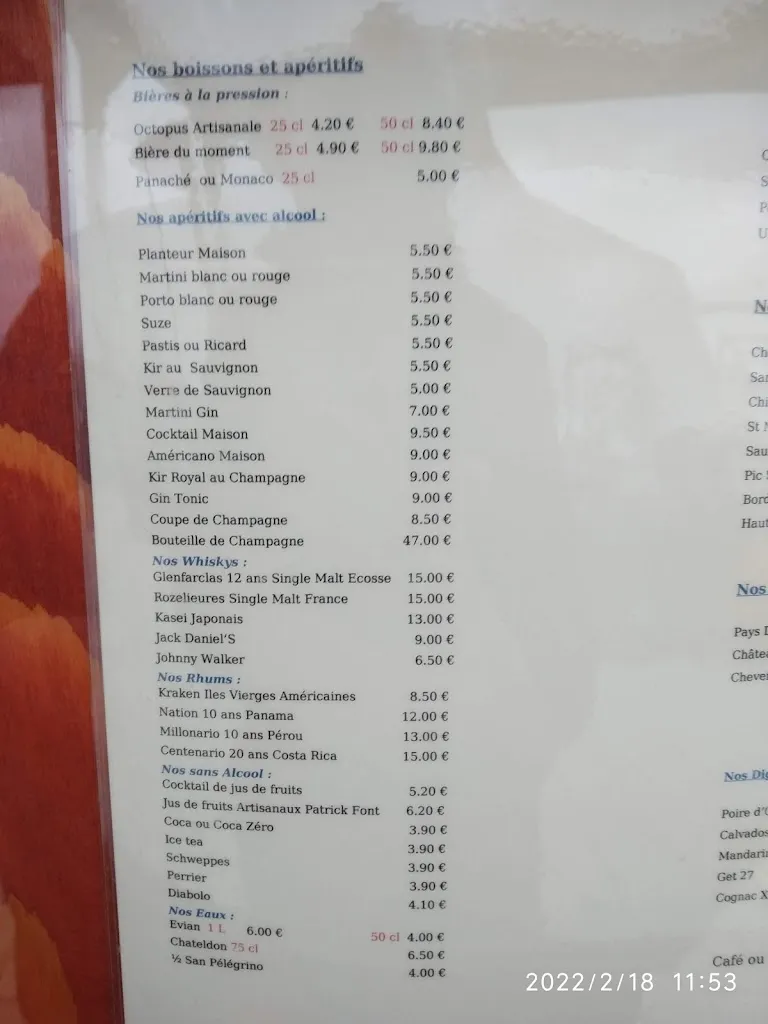 Nos boissons et apéritifs
Bières à la pression :
Octopus Artisanale 25 cl 4.20 € 50 cl 8.40 €
Bière du moment 25 cl 4.90 € 50 cl 9.80 €
Panaché ou Monaco 25 cl 5.00 €
Nos apéritifs avec alcool :
Planteur Maison 5.50 €
Martini blanc ou rouge 5.50 €
Porto blanc ou rouge 5.50 €
Suze 5.50 €
Pastis ou Ricard 5.50 €
Kir au Sauvignon 5.50 €
Verre de Sauvignon 5.00 €
Martini Gin 7.00 €
Cocktail Maison 9.50 €
Américano Maison 9.00 €
Kir Royal au Champagne 9.00 €
Gin Tonic 9.00 €
Coupe de Champagne 8.50 €
Bouteille de Champagne 47.00 €
Nos Whiskys :
Glenfarclas 12 ans Single Malt Ecosse 15.00 €
Rozelieures Single Malt France 15.00 €
Kasei Japonais 13.00 €
Jack Daniel'S 9.00 €
Johnny Walker 6.50 €
Nos Rhums :
Kraken Iles Vierges Américaines 8.50 €
Nation 10 ans Panama 12.00 €
Millonario 10 ans Pérou 13.00 €
Centenario 20 ans Costa Rica 15.00 €
Nos sans Alcool :
Cocktail de jus de fruits 5.20 €
Jus de fruits Artisanaux Patrick Font 6.20 €
Coca ou Coca Zéro 3.90 €
Ice tea 3.90 €
Schweppes 3.90 €
Perrier 3.90 €
Diabolo 4.10 €
Nos Eaux :
Evian 1 L 6.00 € 50 cl 4.00 €
Chateldon 75 cl 6.50 €
½ San Pélégrino 4.00 €
Ch
San
Chi
St
Sau
Pic
Bord
Haut
Nos
Pays
Châte
Chever
Nos Dig
Poire d'
Calvados
Mandari
Get 27
Cognac X
Café ou
2022/2/18 11:53